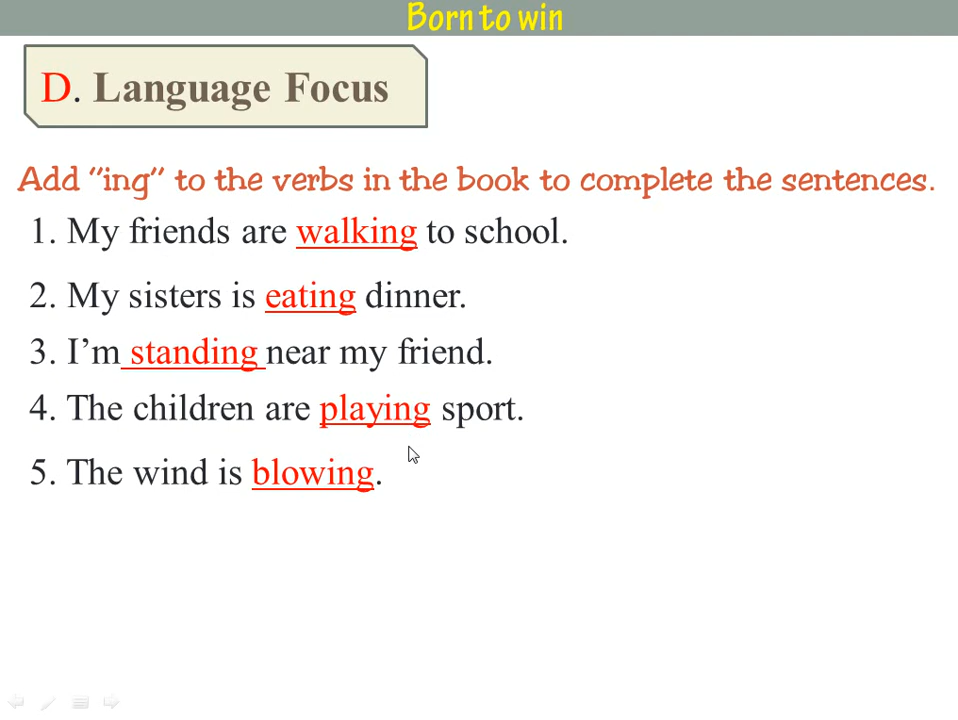 Born to win
D. Language Focus
Add "ing" to the verbs in the book to complete the sentences.
1. My friends are walking to school.
2. My sisters is eating dinner.
3. I’m standing near my friend.
4. The children are playing sport.
5. The wind is blowing.